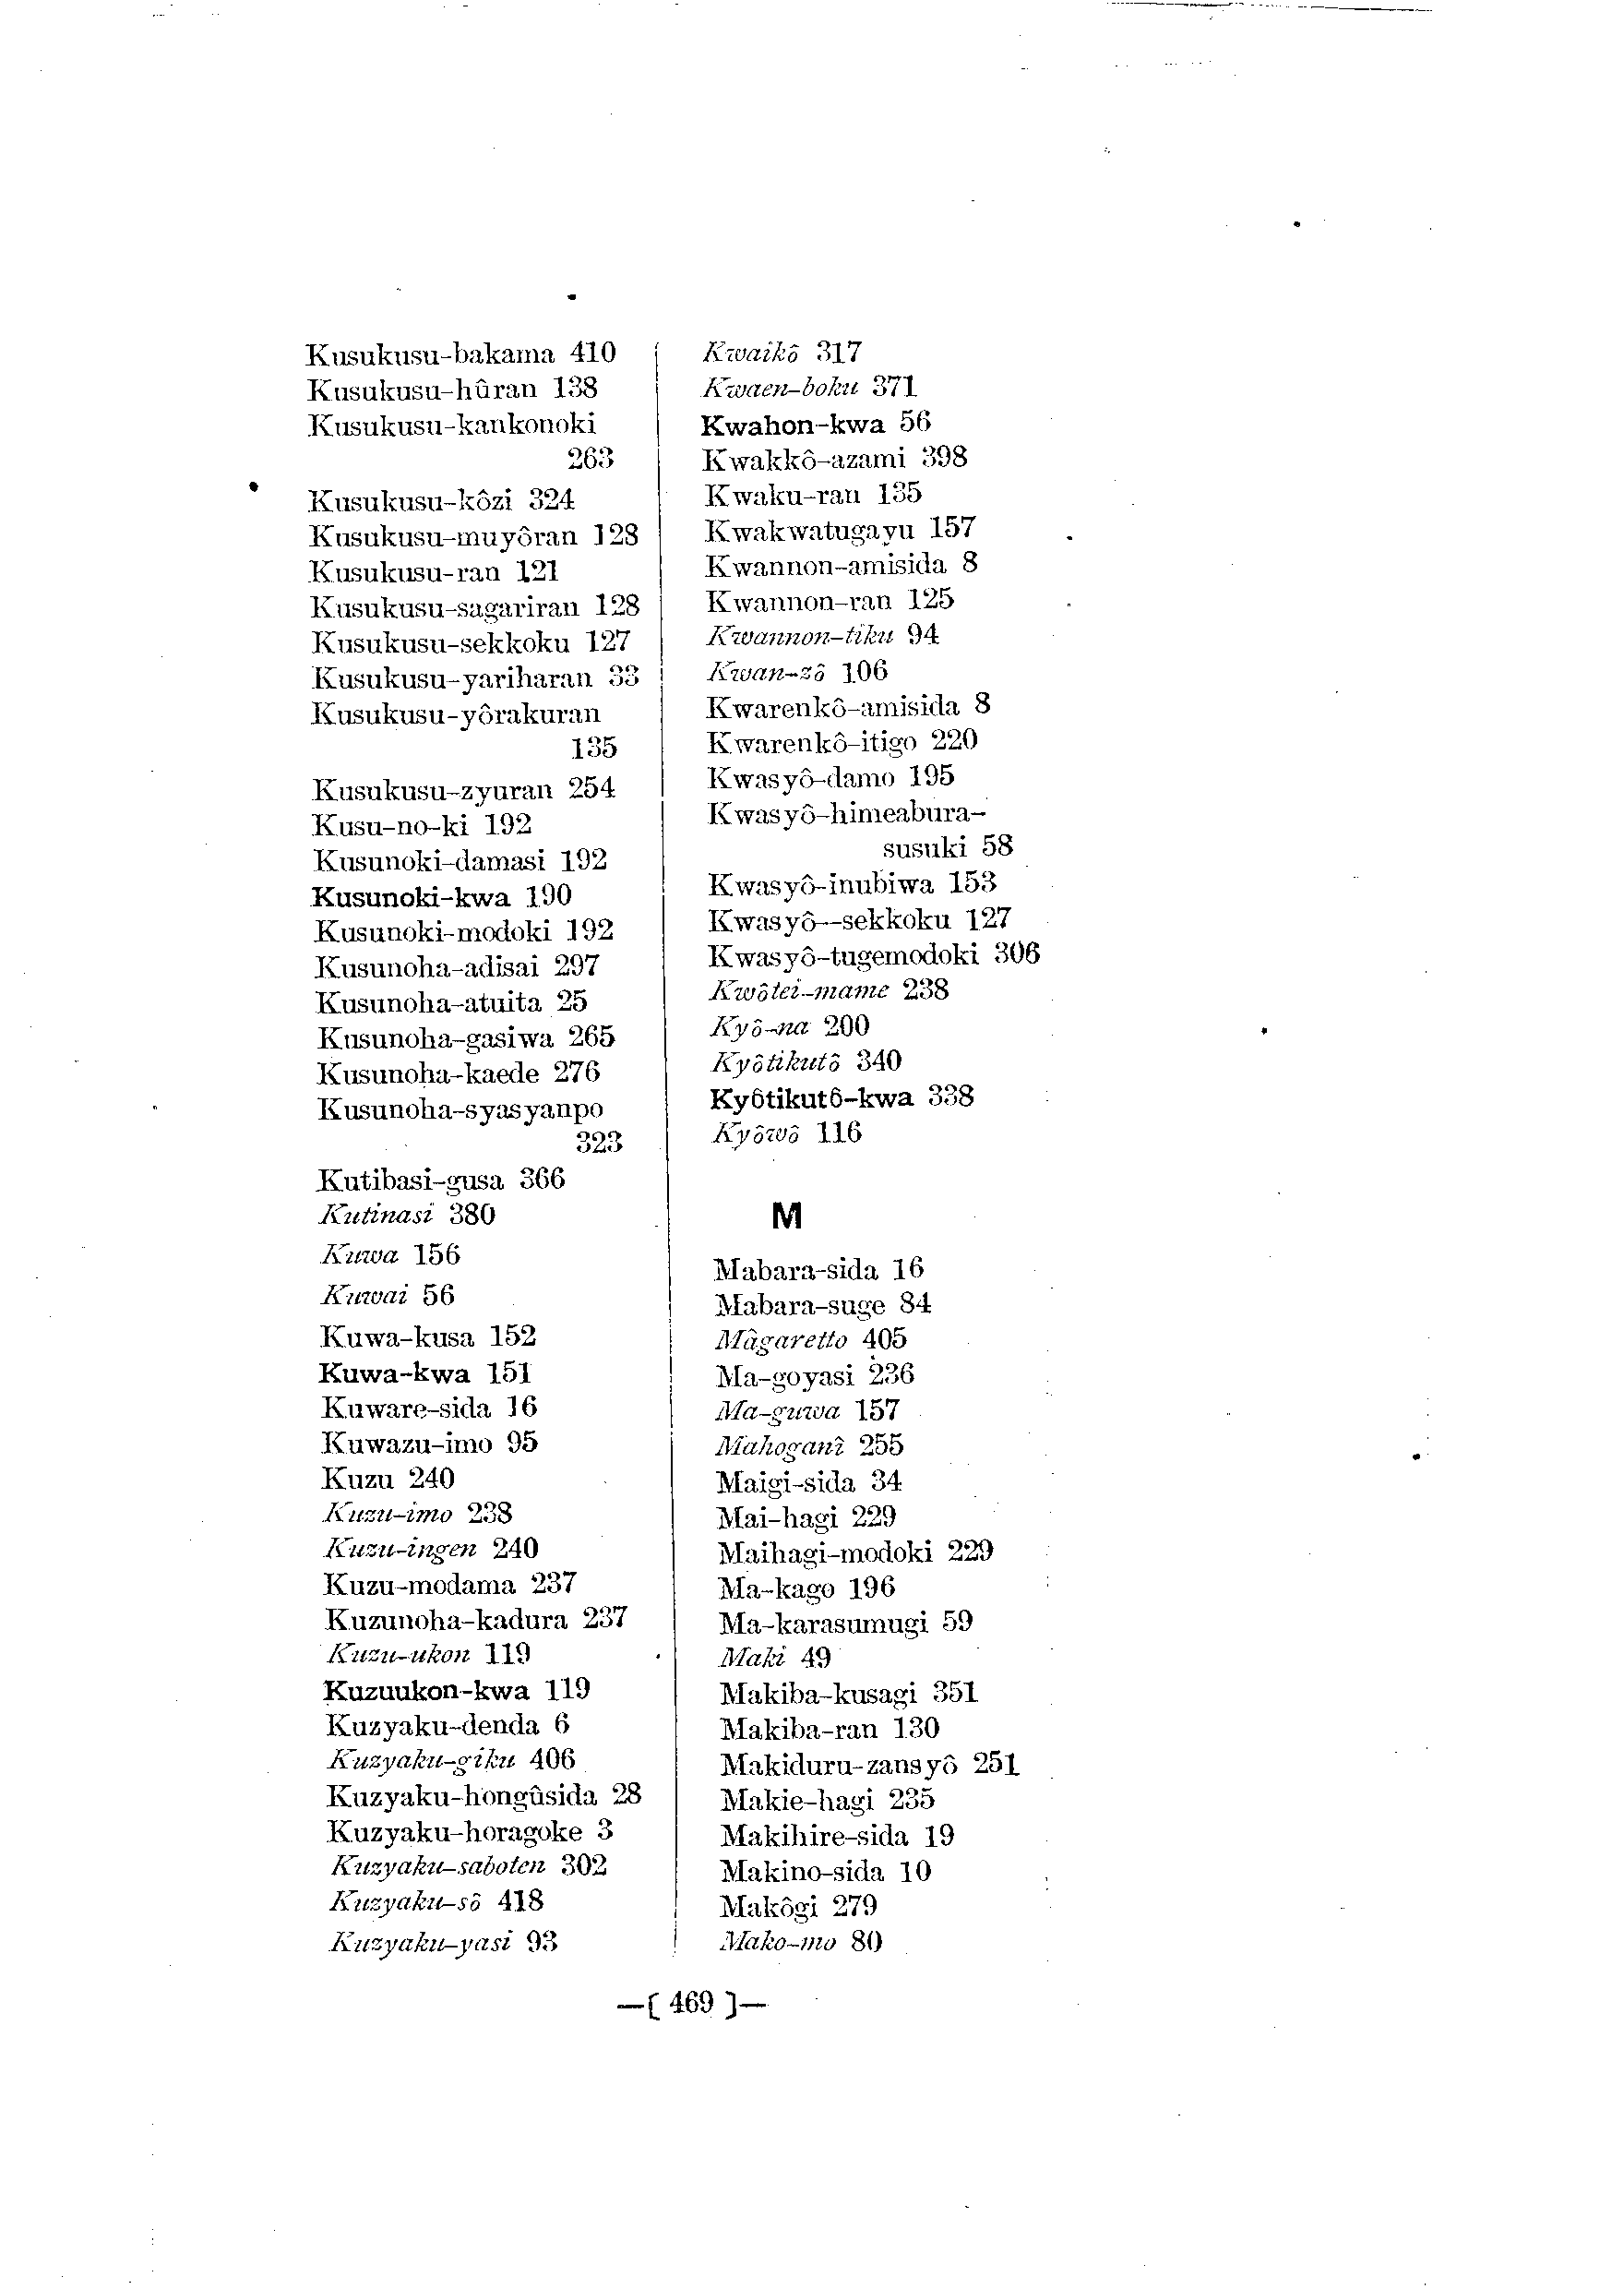 Kusukusu-bakama 410
Kusukusu-hûran 138
Kusukusu-kankonoki
263
Kusukusu-kôzi 324
Kusukusu-muyôran 128
Kusukusu-ran 121
Kusukusu-sagariran 128
Kusukusu-sekkoku 127
Kusukusu-yariharan 33
Kusukusu-yôrakuran
135
Kusukusu-zyuran 254
Kusu-no-ki 192
Kusunoki-damasi 192
Kusunoki-kwa 190
Kusunoki-modoki 192
Kusunoha-adisai 297
Kusunoha-atuita 25
Kusunoha-gasiwa 265
Kusunoha-kaede 276
Kusunoha-syasyanpo
323
Kutibasi-gusa 366
Kutinasi 380
Kuwa 156
Kuwai 56
Kuwa-kusa 152
Kuwa-kwa 151
Kuware-sida 16
Kuwazu-imo 95
Kuzu 240
Kuzu-imo 238
Kuzu-ingen 240
Kuzu-modama 237
Kuzunoha-kadura 237
Kuzu-ukon 119
Kuzuukon-kwa 119
Kuzyaku-denda 6
Kuzyaku-giku 406
Kuzyaku-hongûsida 28
Kuzyaku-horagoke 3
Kuzyaku-saboten 302
Kuzyaku-sô 418
Kuzyaku-yasi 93
Kwaikô 317
Kwaen-boku 371
Kwahon-kwa 56
Kwakkô-azami 398
Kwaku-ran 135
Kwakwatugayu 157
Kwannon-amisida 8
Kwannon-ran 125
Kwannon-tiku 94
Kwan-zô 106
Kwarenkô-amisida 8
Kwarenkô-itigo 220
Kwasyô-damo 195
Kwasyô-himeabura-
susuki 58
Kwasyô-inubiwa 153
Kwasyô--sekkoku 127
Kwasyô-tugemodoki 306
Kwôtei-mame 238
Kyô-na 200
Kyôtikutô 340
Kyôtikutô-kwa 338
Kyôwô 116
M
Mabara-sida 16
Mabara-suge 84
Mâgaretto 405
Ma-goyasi 236
Ma-guwa 157
Mahoganî 255
Maigi-sida 34
Mai-hagi 229
Maihagi-modoki 229
Ma-kago 196
Ma-karasumugi 59
Maki 49
Makiba-kusagi 351
Makiba-ran 130
Makiduru-zansyô 251
Makie-hagi 235
Makihire-sida 19
Makino-sida 10
Makôgi 279
Mako-mo 80
—[ 469 ]—